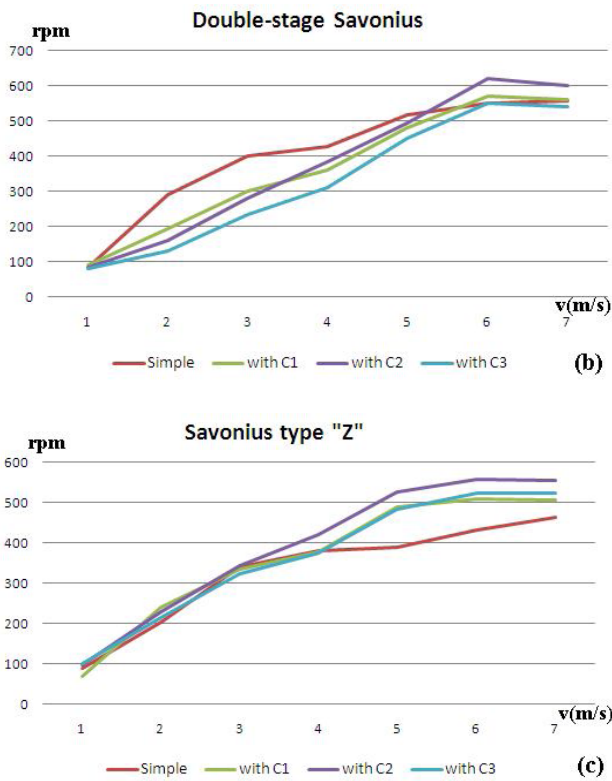 Double-stage Savonius
rpm
700
600
500
400
300
200
100
0
v(m/s)
1 2 3 4 5 6 7
Simple with C1 with C2 with C3
(b)
Savonius type "Z"
rpm
600
500
400
300
200
100
0
v(m/s)
1 2 3 4 5 6 7
Simple with C1 with C2 with C3
(c)